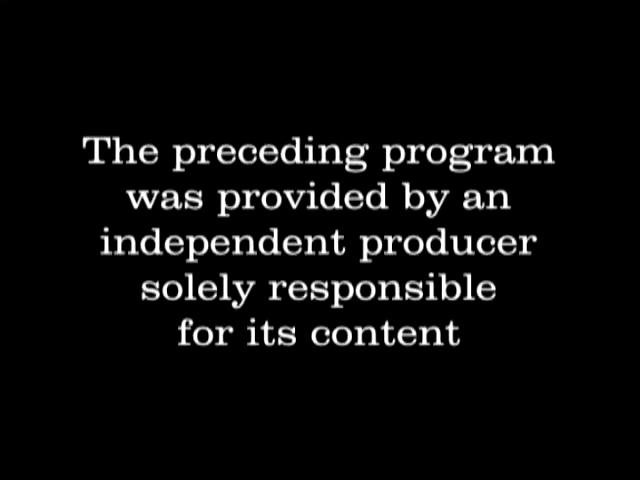 The preceding program
was provided by an
independent producer
solely responsible
for its content